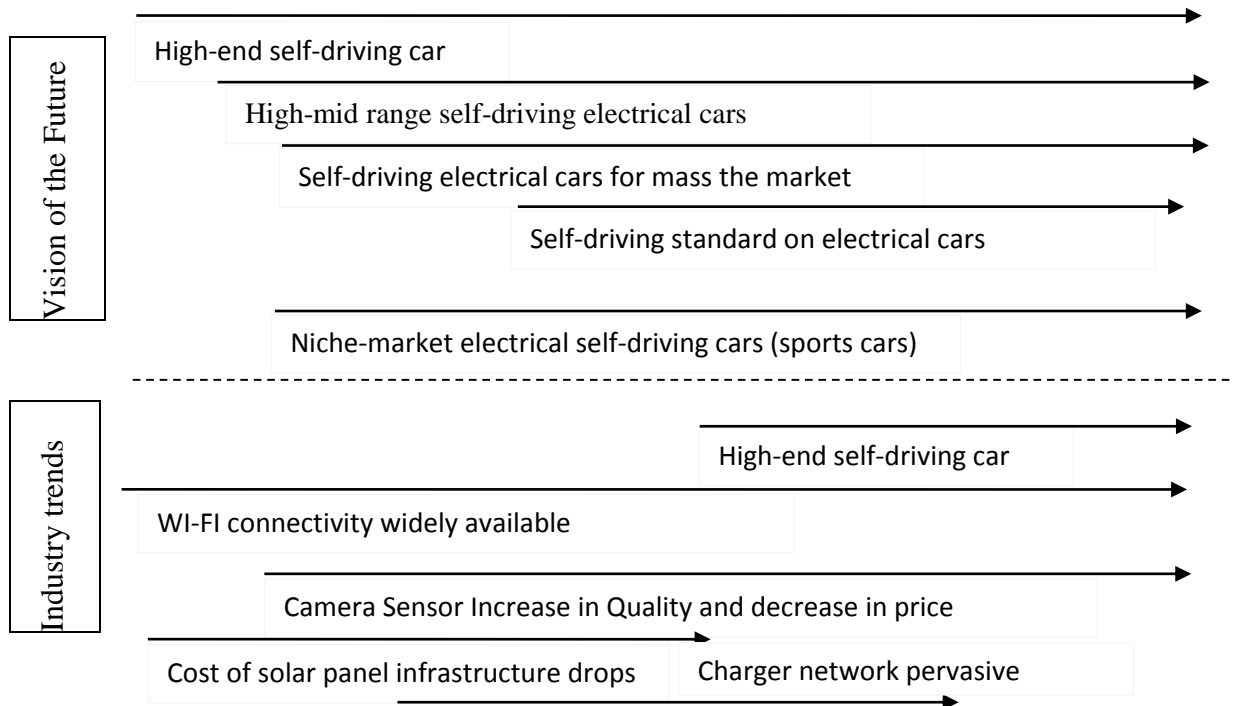 Vision of the Future
High-end self-driving car
High-mid range self-driving electrical cars
Self-driving electrical cars for mass the market
Self-driving standard on electrical cars
Niche-market electrical self-driving cars (sports cars)
Industry trends
High-end self-driving car
WI-FI connectivity widely available
Camera Sensor Increase in Quality and decrease in price
Cost of solar panel infrastructure drops
Charger network pervasive